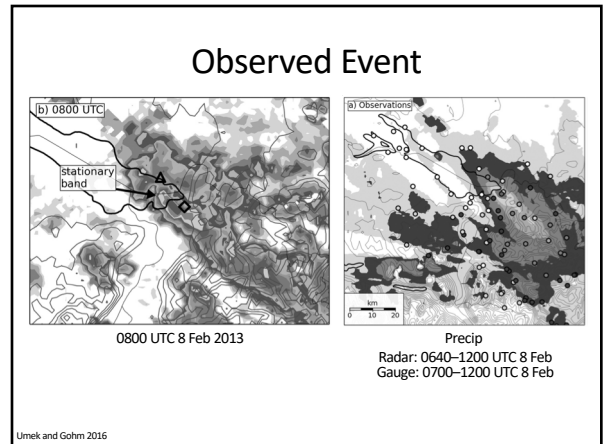 Observed Event
b) 0800 UTC
stationary
band
a) Observations
km
0 10 20
0800 UTC 8 Feb 2013
Precip
Radar: 0640–1200 UTC 8 Feb
Gauge: 0700–1200 UTC 8 Feb
Umek and Gohm 2016